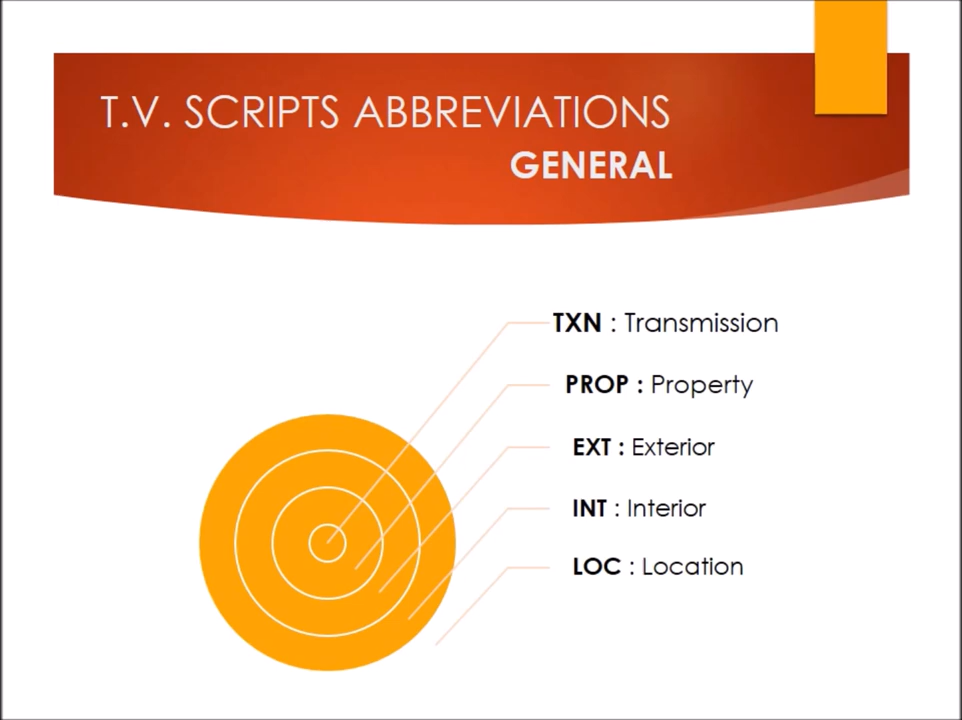 T.V. SCRIPTS ABBREVIATIONS
GENERAL
TXN : Transmission
PROP : Property
EXT : Exterior
INT : Interior
LOC : Location